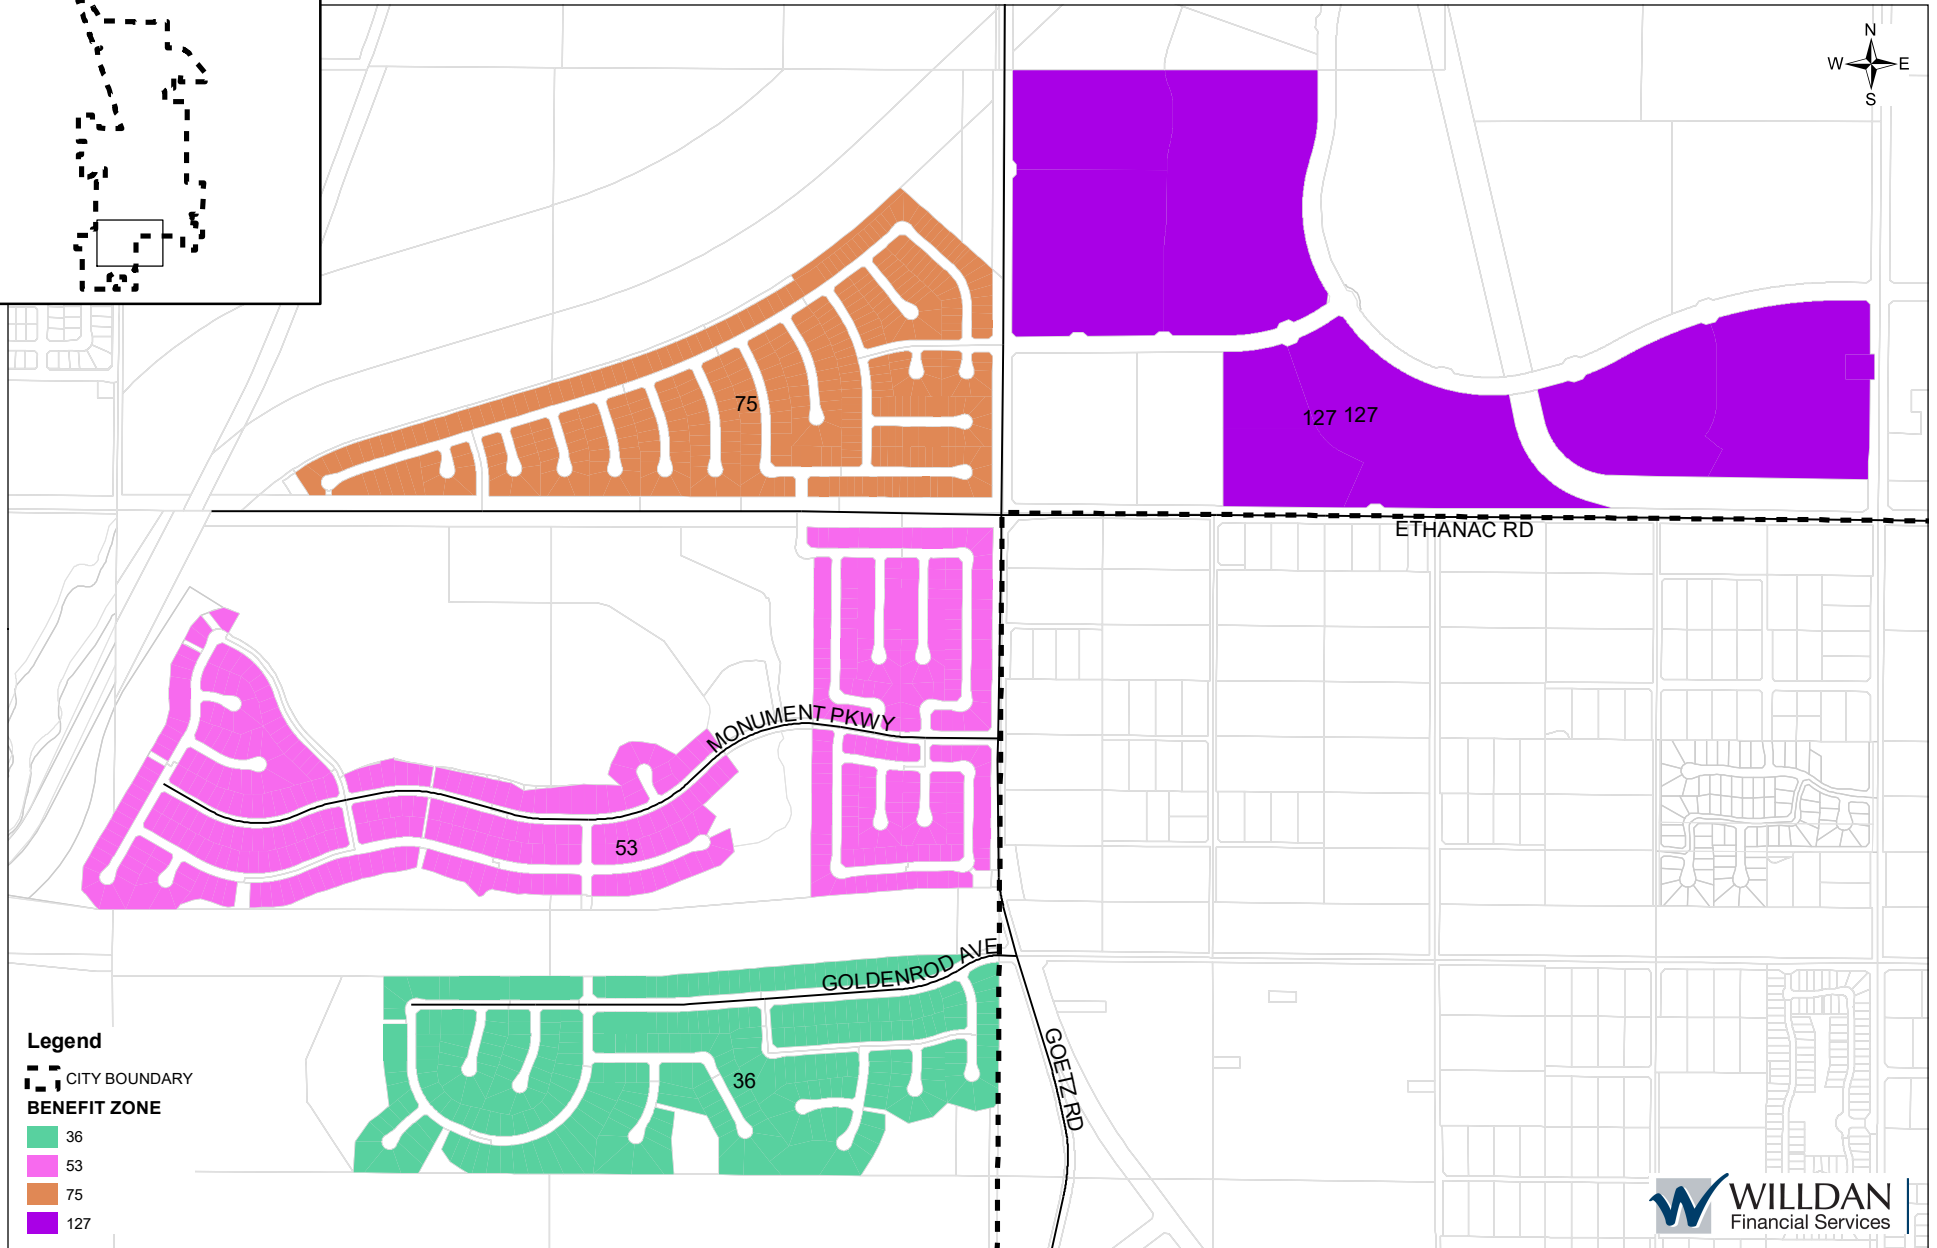 N
W E
S
75
127 127
ETHANAC RD
MONUMENT PKWY
53
GOLDENROD AVE
36
GOETZ RD
Legend
CITY BOUNDARY
BENEFIT ZONE
36
53
75
127
WILLDAN
Financial Services